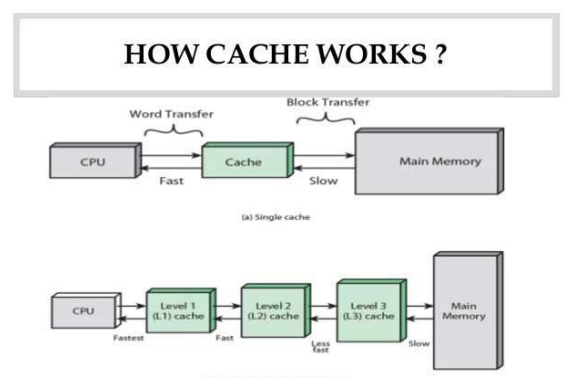 HOW CACHE WORKS ?
Block Transfer
Word Transfer
CPU
Cache
Main Memory
Fast
Slow
(a) Single cache
CPU
Level 1
(L1) cache
Level 2
(L2) cache
Level 3
(L3) cache
Main
Memory
Fastest
Fast
Less
fast
Slow